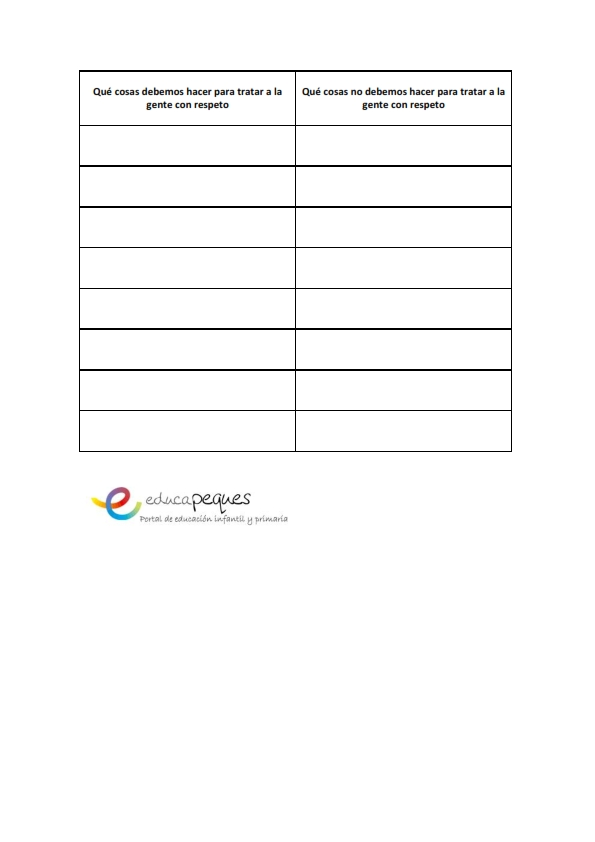 Qué cosas debemos hacer para tratar a la
gente con respeto
Qué cosas no debemos hacer para tratar a la
gente con respeto
educapeques
Portal de educación infantil y primaria